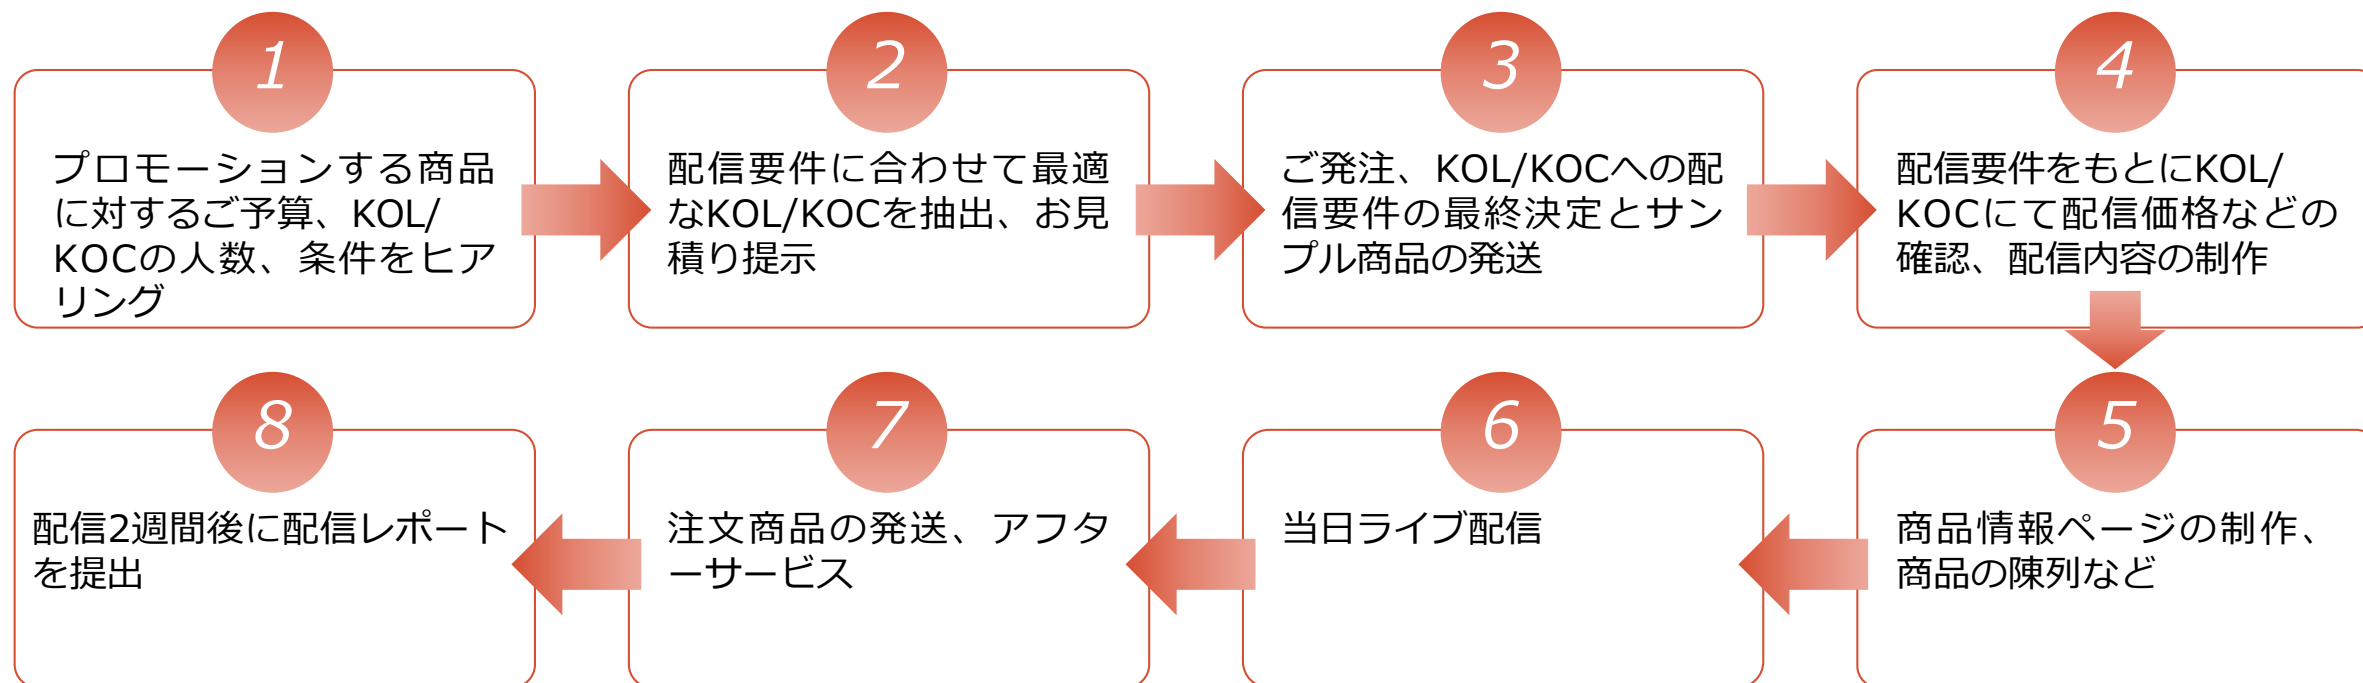 1
プロモーションする商品
に対するご予算、KOL/
KOCの人数、条件をヒア
リング
2
配信要件に合わせて最適
なKOL/KOCを抽出、お見
積り提示
3
ご発注、KOL/KOCへの配
信要件の最終決定とサン
プル商品の発送
4
配信要件をもとにKOL/
KOCにて配信価格などの
確認、配信内容の制作
5
商品情報ページの制作、
商品の陳列など
6
当日ライブ配信
7
注文商品の発送、アフタ
ーサービス
8
配信2週間後に配信レポート
を提出